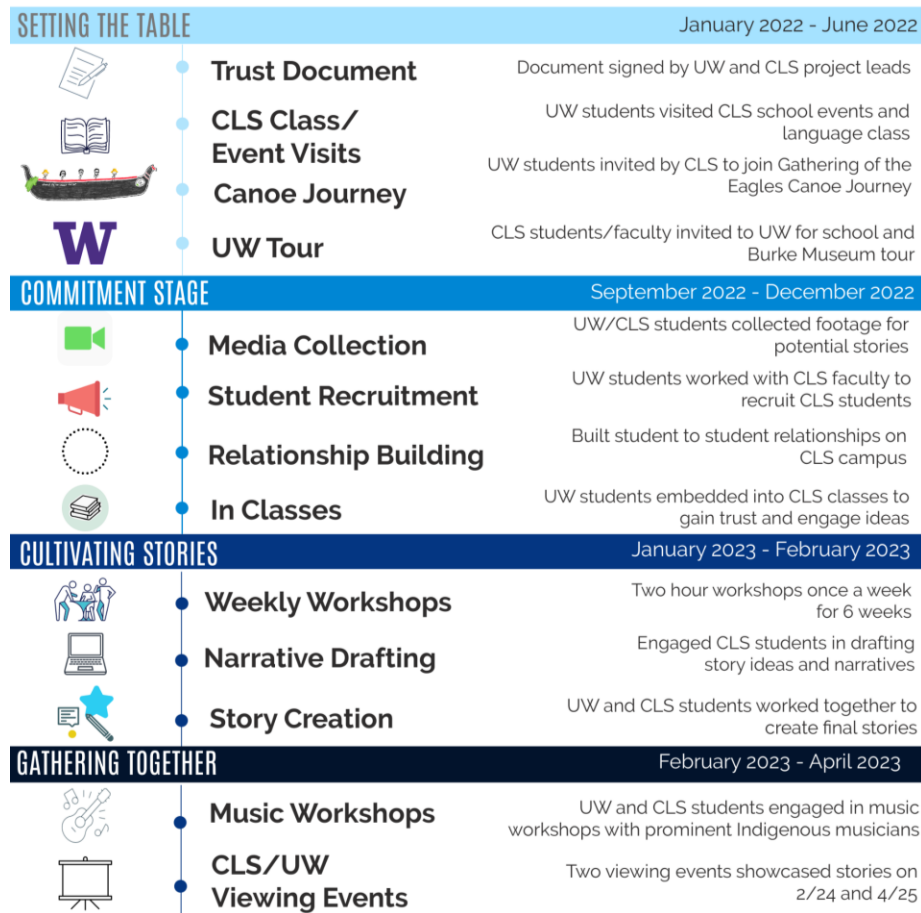 SETTING THE TABLE
January 2022 - June 2022
Trust Document
Document signed by UW and CLS project leads
CLS Class/
Event Visits
UW students visited CLS school events and
language class
Canoe Journey
UW students invited by CLS to join Gathering of the
Eagles Canoe Journey
W
UW Tour
CLS students/faculty invited to UW for school and
Burke Museum tour
COMMITMENT STAGE
September 2022 - December 2022
Media Collection
UW/CLS students collected footage for
potential stories
Student Recruitment
UW students worked with CLS faculty to
recruit CLS students
Relationship Building
Built student to student relationships on
CLS campus
In Classes
UW students embedded into CLS classes to
gain trust and engage ideas
CULTIVATING STORIES
January 2023 - February 2023
Weekly Workshops
Two hour workshops once a week
for 6 weeks
Narrative Drafting
Engaged CLS students in drafting
story ideas and narratives
Story Creation
UW and CLS students worked together to
create final stories
GATHERING TOGETHER
February 2023 - April 2023
Music Workshops
UW and CLS students engaged in music
workshops with prominent Indigenous musicians
CLS/UW
Viewing Events
Two viewing events showcased stories on
2/24 and 4/25